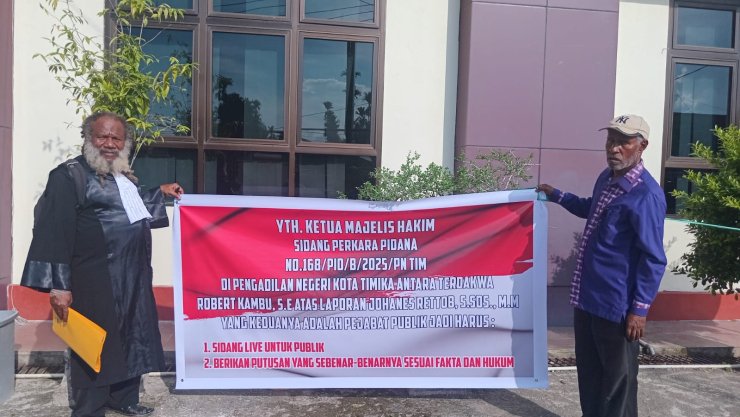 NY
YTH. KETUA MAJELIS HAKIM
SIDANG PERKARA PIDANA
NO.168/PID/B/2025/PN TIM
DI PENGADILAN NEGERI KOTA TIMIKA ANTARA TERDAKWA
ROBERT KAMBU, S.E ATAS LAPORAN JOHANES RETTOB, S.SOS., M.M
YANG KEDUANYA ADALAH PEJABAT PUBLIK JADI HARUS :
1. SIDANG LIVE UNTUK PUBLIK
2. BERIKAN PUTUSAN YANG SEBENAR-BENARNYA SESUAI FAKTA DAN HUKUM